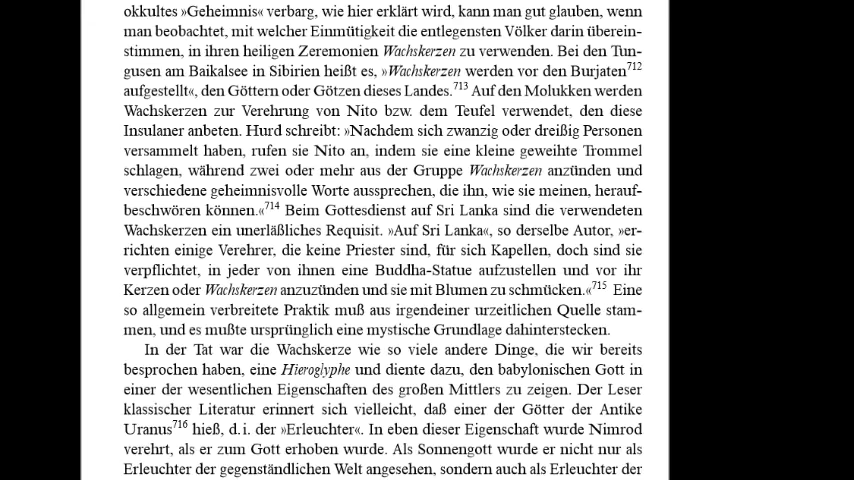 okkultes »Geheimnis« verbarg, wie hier erklärt wird, kann man gut glauben, wenn
man beobachtet, mit welcher Einmütigkeit die entlegensten Völker darin überein-
stimmen, in ihren heiligen Zeremonien Wachskerzen zu verwenden. Bei den Tun-
gusen am Baikalsee in Sibirien heißt es, »Wachskerzen werden vor den Burjaten712
aufgestellt«, den Göttern oder Götzen dieses Landes.713 Auf den Molukken werden
Wachskerzen zur Verehrung von Nito bzw. dem Teufel verwendet, den diese
Insulaner anbeten. Hurd schreibt: »Nachdem sich zwanzig oder dreißig Personen
versammelt haben, rufen sie Nito an, indem sie eine kleine geweihte Trommel
schlagen, während zwei oder mehr aus der Gruppe Wachskerzen anzünden und
verschiedene geheimnisvolle Worte aussprechen, die ihn, wie sie meinen, herauf-
beschwören können.«714 Beim Gottesdienst auf Sri Lanka sind die verwendeten
Wachskerzen ein unerläßliches Requisit. »Auf Sri Lanka«, so derselbe Autor, »er-
richten einige Verehrer, die keine Priester sind, für sich Kapellen, doch sind sie
verpflichtet, in jeder von ihnen eine Buddha-Statue aufzustellen und vor ihr
Kerzen oder Wachskerzen anzuzünden und sie mit Blumen zu schmücken.«715 Eine
so allgemein verbreitete Praktik muß aus irgendeiner urzeitlichen Quelle stam-
men, und es mußte ursprünglich eine mystische Grundlage dahinterstecken.
In der Tat war die Wachskerze wie so viele andere Dinge, die wir bereits
besprochen haben, eine Hieroglyphe und diente dazu, den babylonischen Gott in
einer der wesentlichen Eigenschaften des großen Mittlers zu zeigen. Der Leser
klassischer Literatur erinnert sich vielleicht, daß einer der Götter der Antike
Uranus716 hieß, d. i. der »Erleuchter«. In eben dieser Eigenschaft wurde Nimrod
verehrt, als er zum Gott erhoben wurde. Als Sonnengott wurde er nicht nur als
Erleuchter der gegenständlichen Welt angesehen, sondern auch als Erleuchter der